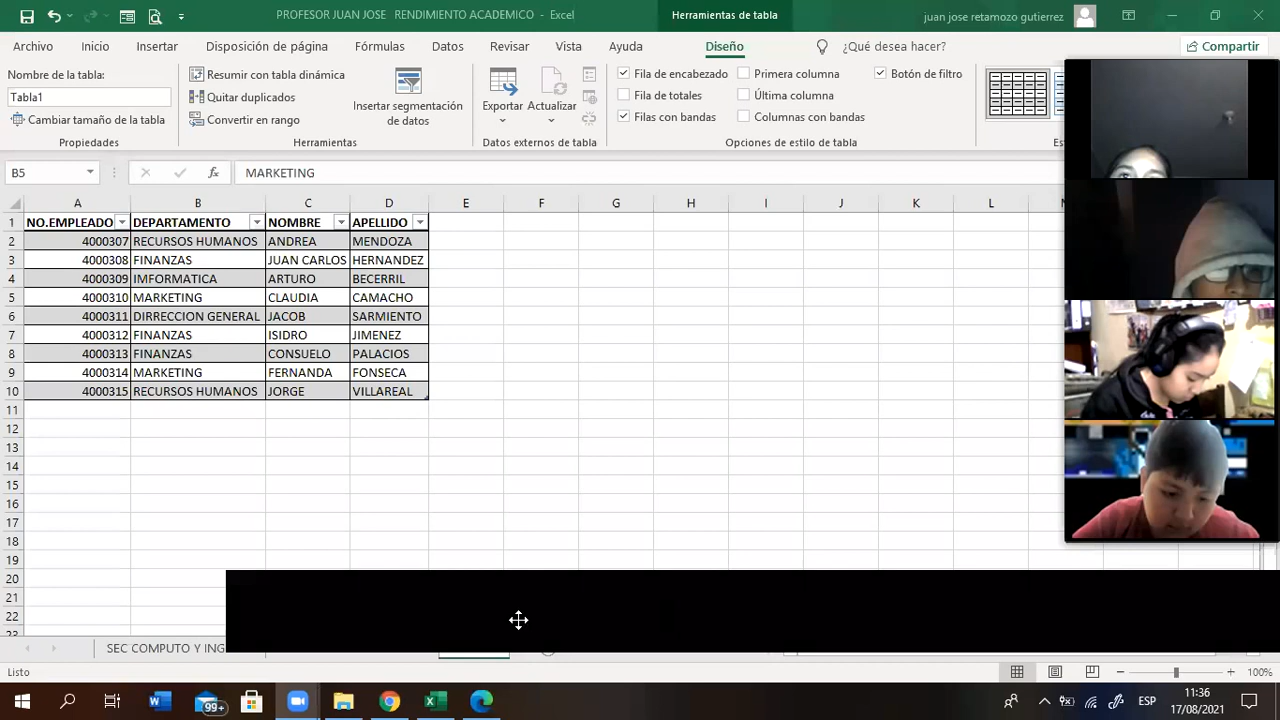 PROFESOR JUAN JOSE   RENDIMIENTO ACADEMICO - Excel
Herramientas de tabla
juan jose retamozo gutierrez
Archivo Inicio Insertar Disposición de página Fórmulas Datos Revisar Vista Ayuda Diseño ¿Qué desea hacer? Compartir
Nombre de la tabla:
Tabla1
Cambiar tamaño de la tabla
Propiedades
Resumir con tabla dinámica
Quitar duplicados
Convertir en rango
Insertar segmentación
de datos
Herramientas
Exportar Actualizar
Datos externos de tabla
Fila de encabezado Primera columna Botón de filtro
Fila de totales Última columna
Filas con bandas Columnas con bandas
Opciones de estilo de tabla
Es
B5 fx MARKETING
A B C D E F G H I J K L M
1 NO.EMPLEADO DEPARTAMENTO NOMBRE APELLIDO
2 4000307 RECURSOS HUMANOS ANDREA MENDOZA
3 4000308 FINANZAS JUAN CARLOS HERNANDEZ
4 4000309 IMFORMATICA ARTURO BECERRIL
5 4000310 MARKETING CLAUDIA CAMACHO
6 4000311 DIRRECCION GENERAL JACOB SARMIENTO
7 4000312 FINANZAS ISIDRO JIMENEZ
8 4000313 FINANZAS CONSUELO PALACIOS
9 4000314 MARKETING FERNANDA FONSECA
10 4000315 RECURSOS HUMANOS JORGE VILLAREAL
11
12
13
14
15
16
17
18
19
20
21
22
23
SEC COMPUTO Y ING
Listo
100%
99+
ESP
11:36
17/08/2021